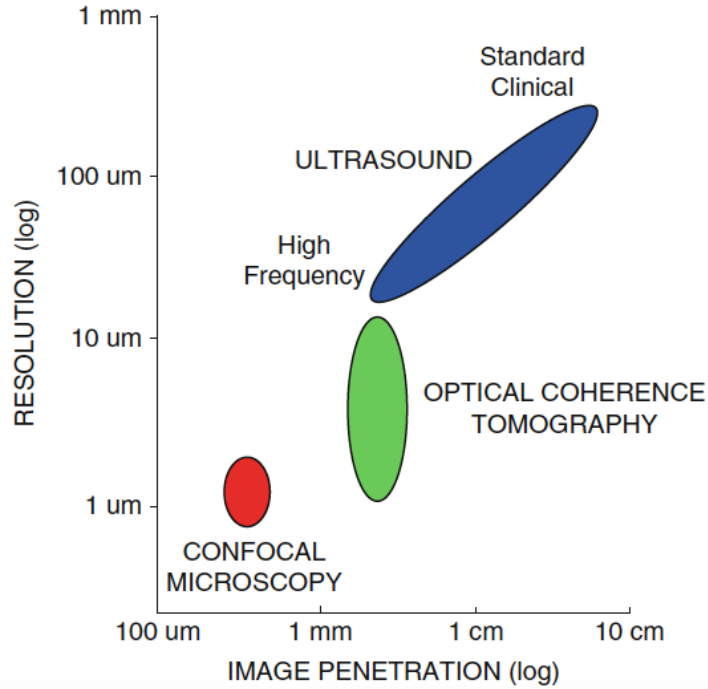 1 mm
Standard
Clinical
ULTRASOUND
100 um
High
Frequency
10 um
OPTICAL COHERENCE
TOMOGRAPHY
1 um
CONFOCAL
MICROSCOPY
RESOLUTION (log)
100 um 1 mm 1 cm 10 cm
IMAGE PENETRATION (log)